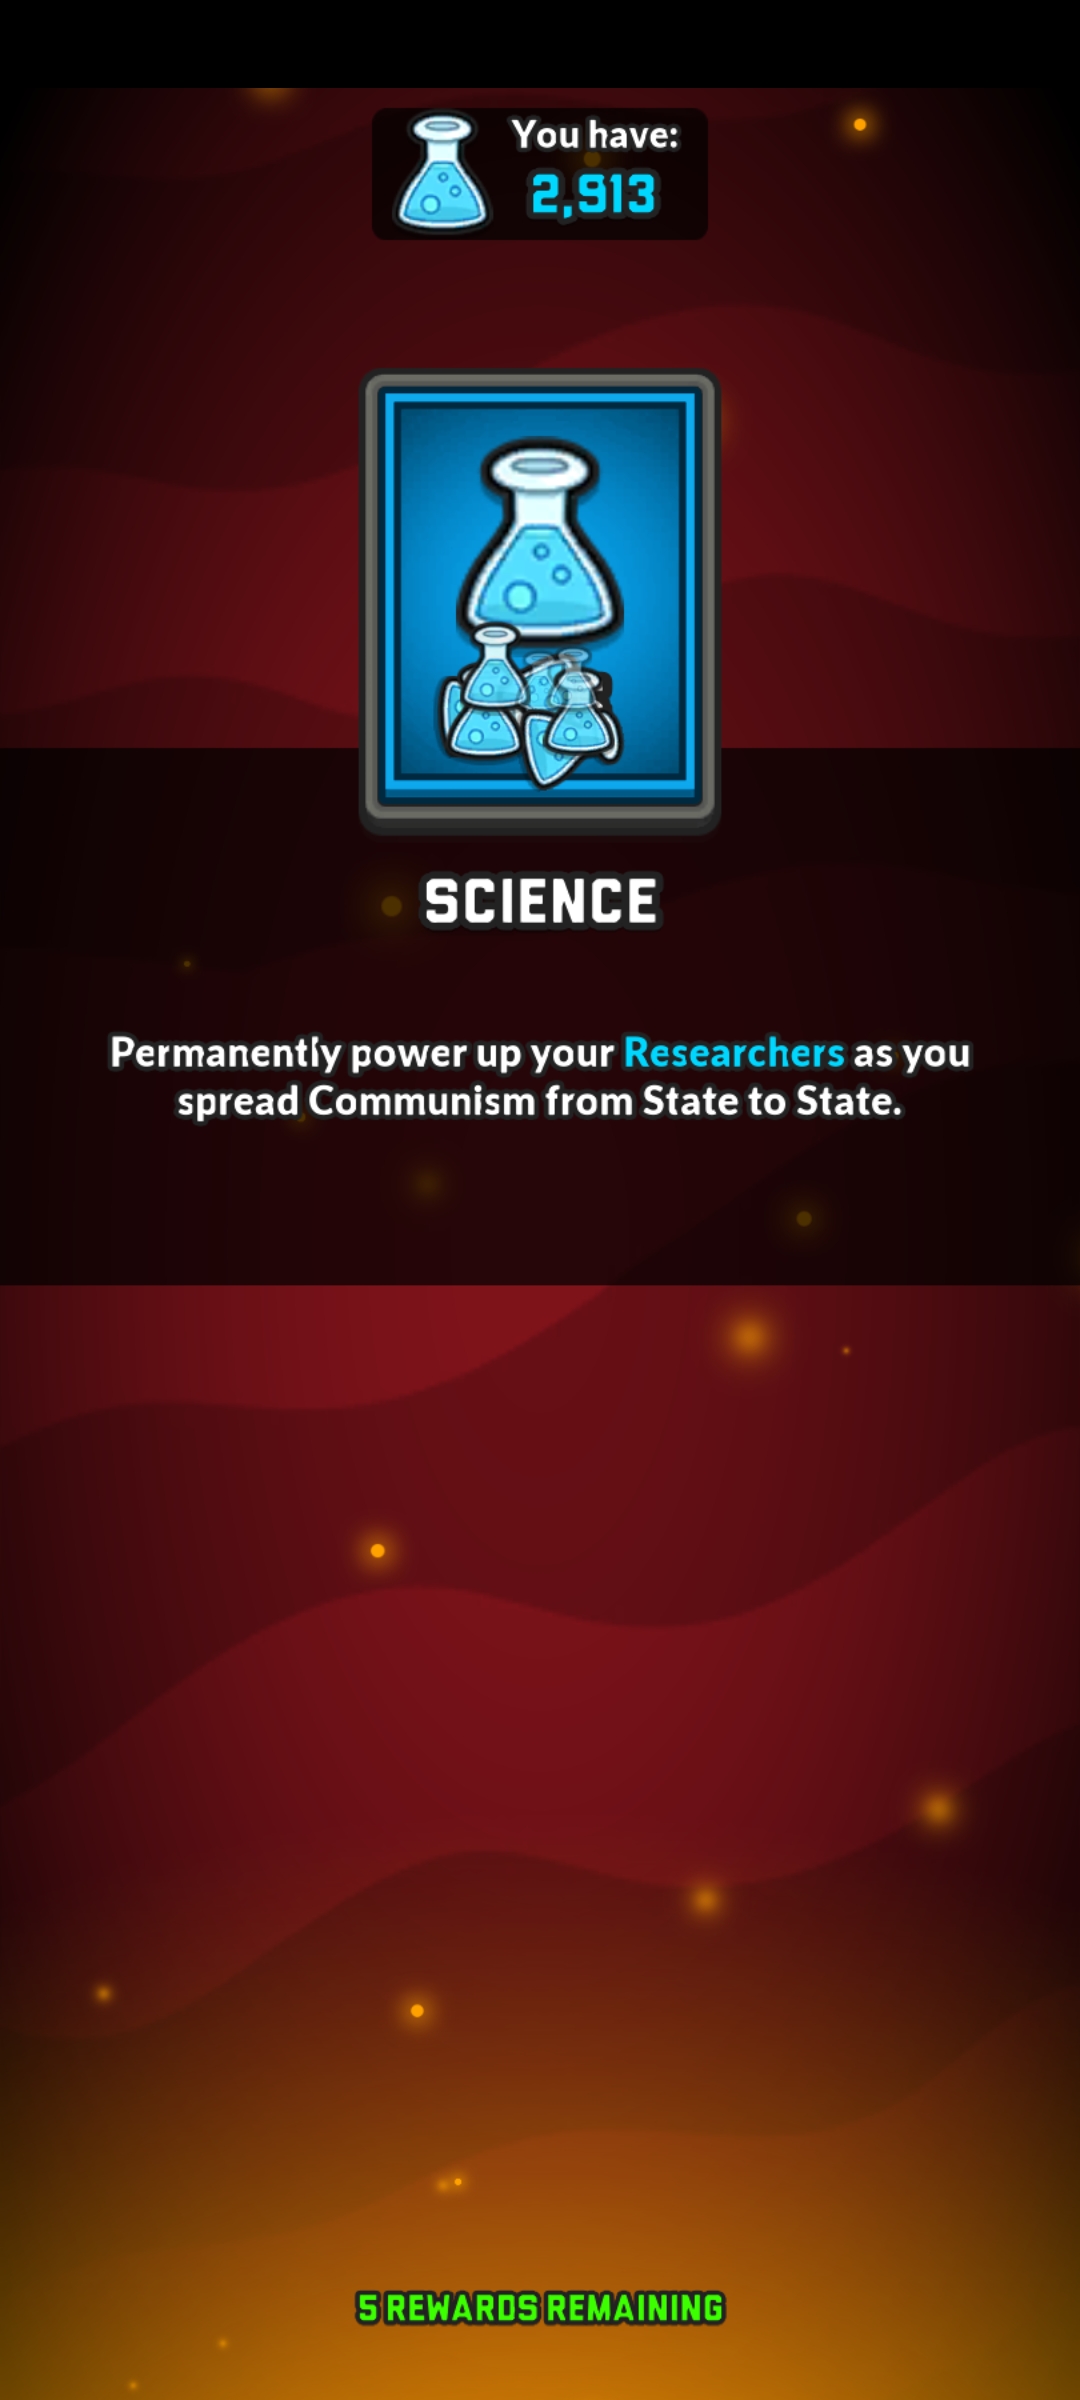 You have:
2,913
SCIENCE
Permanently power up your Researchers as you
spread Communism from State to State.
5 REWARDS REMAINING